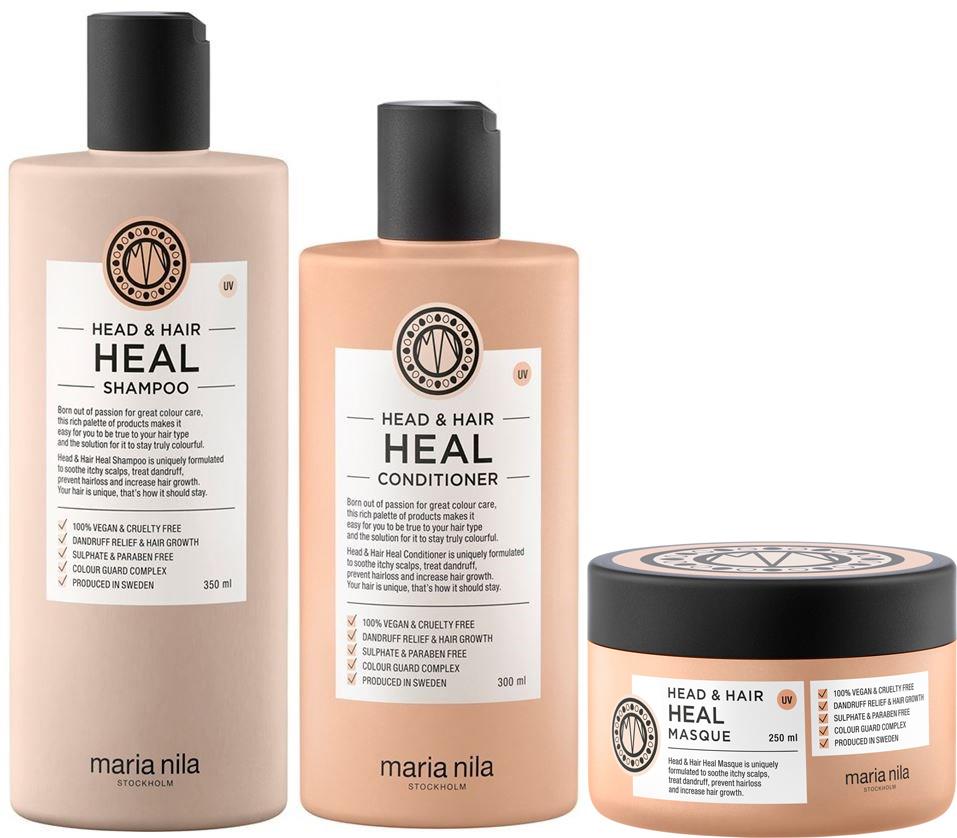 UV
HEAD & HAIR
HEAL
SHAMPOO
Born out of passion for great colour care,
this rich palette of products makes it
easy for you to be true to your hair type
and the solution for it to stay truly colourful.
Head & Hair Heal Shampoo is uniquely formulated
to soothe itchy scalps, treat dandruff,
prevent hairloss and increase hair growth.
Your hair is unique, that's how it should stay.
100% VEGAN & CRUELTY FREE
DANDRUFF RELIEF & HAIR GROWTH
SULPHATE & PARABEN FREE
COLOUR GUARD COMPLEX
PRODUCED IN SWEDEN 350 ml
maria nila
STOCKHOLM
UV
HEAD & HAIR
HEAL
CONDITIONER
Born out of passion for great colour care,
this rich palette of products makes it
easy for you to be true to your hair type
and the solution for it to stay truly colourful.
Head & Hair Heal Conditioner is uniquely formulated
to soothe itchy scalps, treat dandruff,
prevent hairloss and increase hair growth.
Your hair is unique, that's how it should stay.
100% VEGAN & CRUELTY FREE
DANDRUFF RELIEF & HAIR GROWTH
SULPHATE & PARABEN FREE
COLOUR GUARD COMPLEX
PRODUCED IN SWEDEN 300 ml
maria nila
STOCKHOLM
HEAD & HAIR UV
HEAL
MASQUE 250 ml
Head & Hair Heal Masque is uniquely
formulated to soothe itchy scalps,
treat dandruff, prevent hairloss
and increase hair growth.
100% VEGAN & CRUELTY FREE
DANDRUFF RELIEF & HAIR GROWTH
SULPHATE & PARABEN FREE
COLOUR GUARD COMPLEX
PRODUCED IN SWEDEN
maria nila
STOCKHOLM